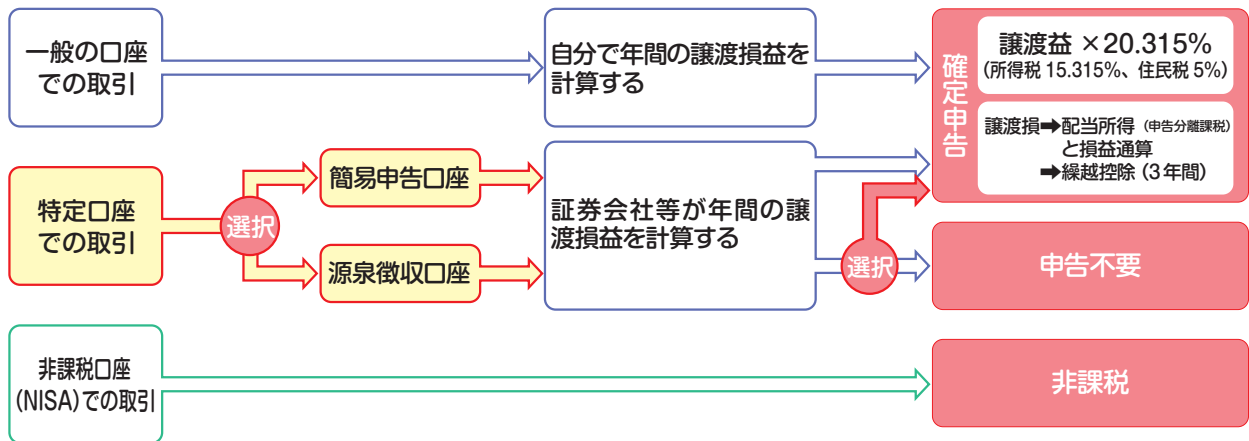 一般の口座
での取引
自分で年間の譲渡損益を
計算する
確定申告
譲渡益 ×20.315%
(所得税 15.315%、住民税 5%)
譲渡損➡配当所得 (申告分離課税)
と損益通算
➡繰越控除 (3年間)
特定口座
での取引
選択
簡易申告口座
源泉徴収口座
証券会社等が年間の譲
渡損益を計算する
選択
申告不要
非課税口座
(NISA)での取引
非課税